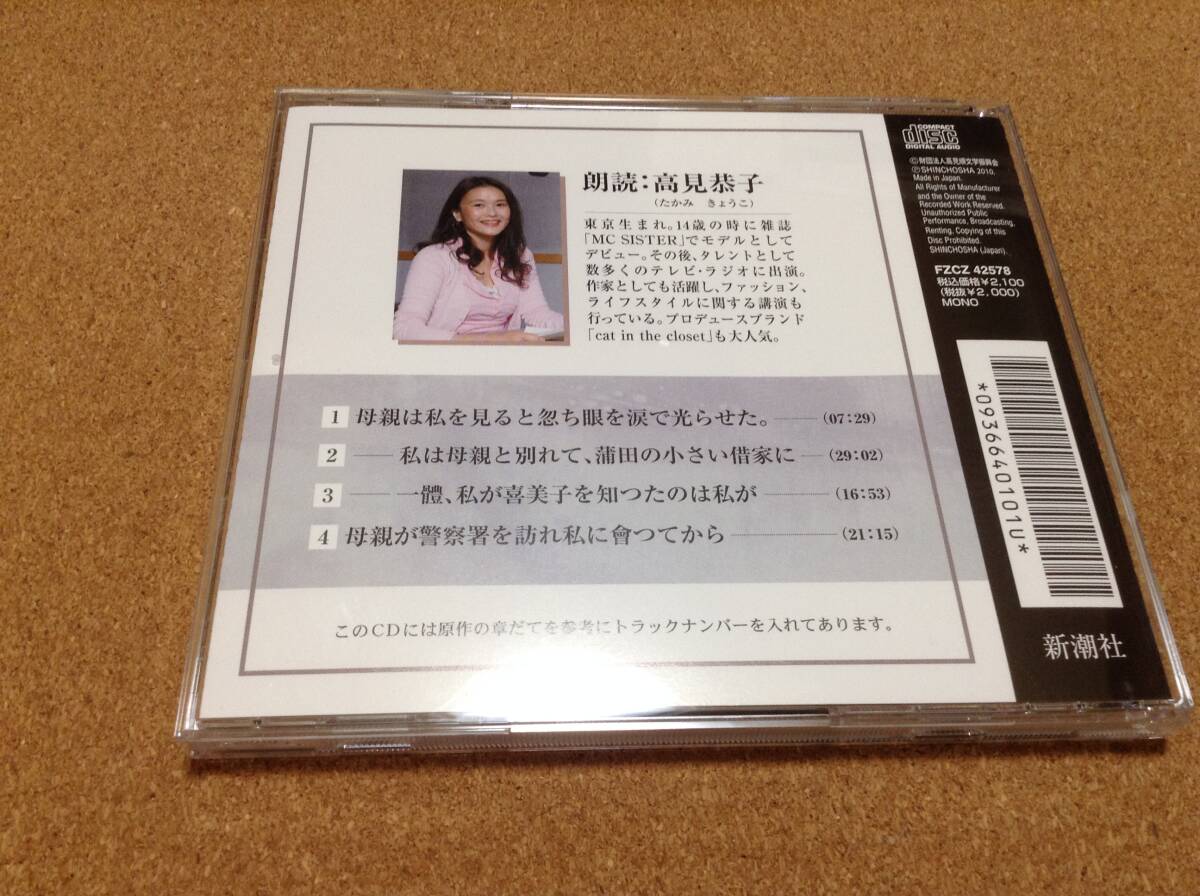 朗読：高見恭子
（たかみ きょうこ）
東京生まれ。14歳の時に雑誌
「MC SISTER」でモデルとして
デビュー。その後、タレントとして
数多くのテレビ・ラジオに出演。
作家としても活躍し、ファッション、
ライフスタイルに関する講演も
行っている。プロデュースブランド
「cat in the closet」も大人気。
1 母親は私を見ると忽ち眼を涙で光らせた。――(07:29)
2 ――私は母親と別れて、蒲田の小さい借家に――(29:02)
3 ――一體、私が喜美子を知つたのは私が――(16:53)
4 母親が警察署を訪れ私に會つてから――(21:15)
このCDには原作の章だてを参考にトラックナンバーを入れてあります。
COMPACT
disc
DIGITAL AUDIO
©財団法人高見順文学振興会
ⓅSHINCHOSHA 2010,
Made in Japan.
All Rights of Manufacturer
and the Owner of the
Recorded Work Reserved.
Unauthorized Public
Performance, Broadcasting,
Renting, Copying of this
Disc Prohibited.
SHINCHOSHA (Japan).
FZCZ 42578
税込価格¥2,100
(税抜¥2,000)
MONO
*0936640101U*
新潮社